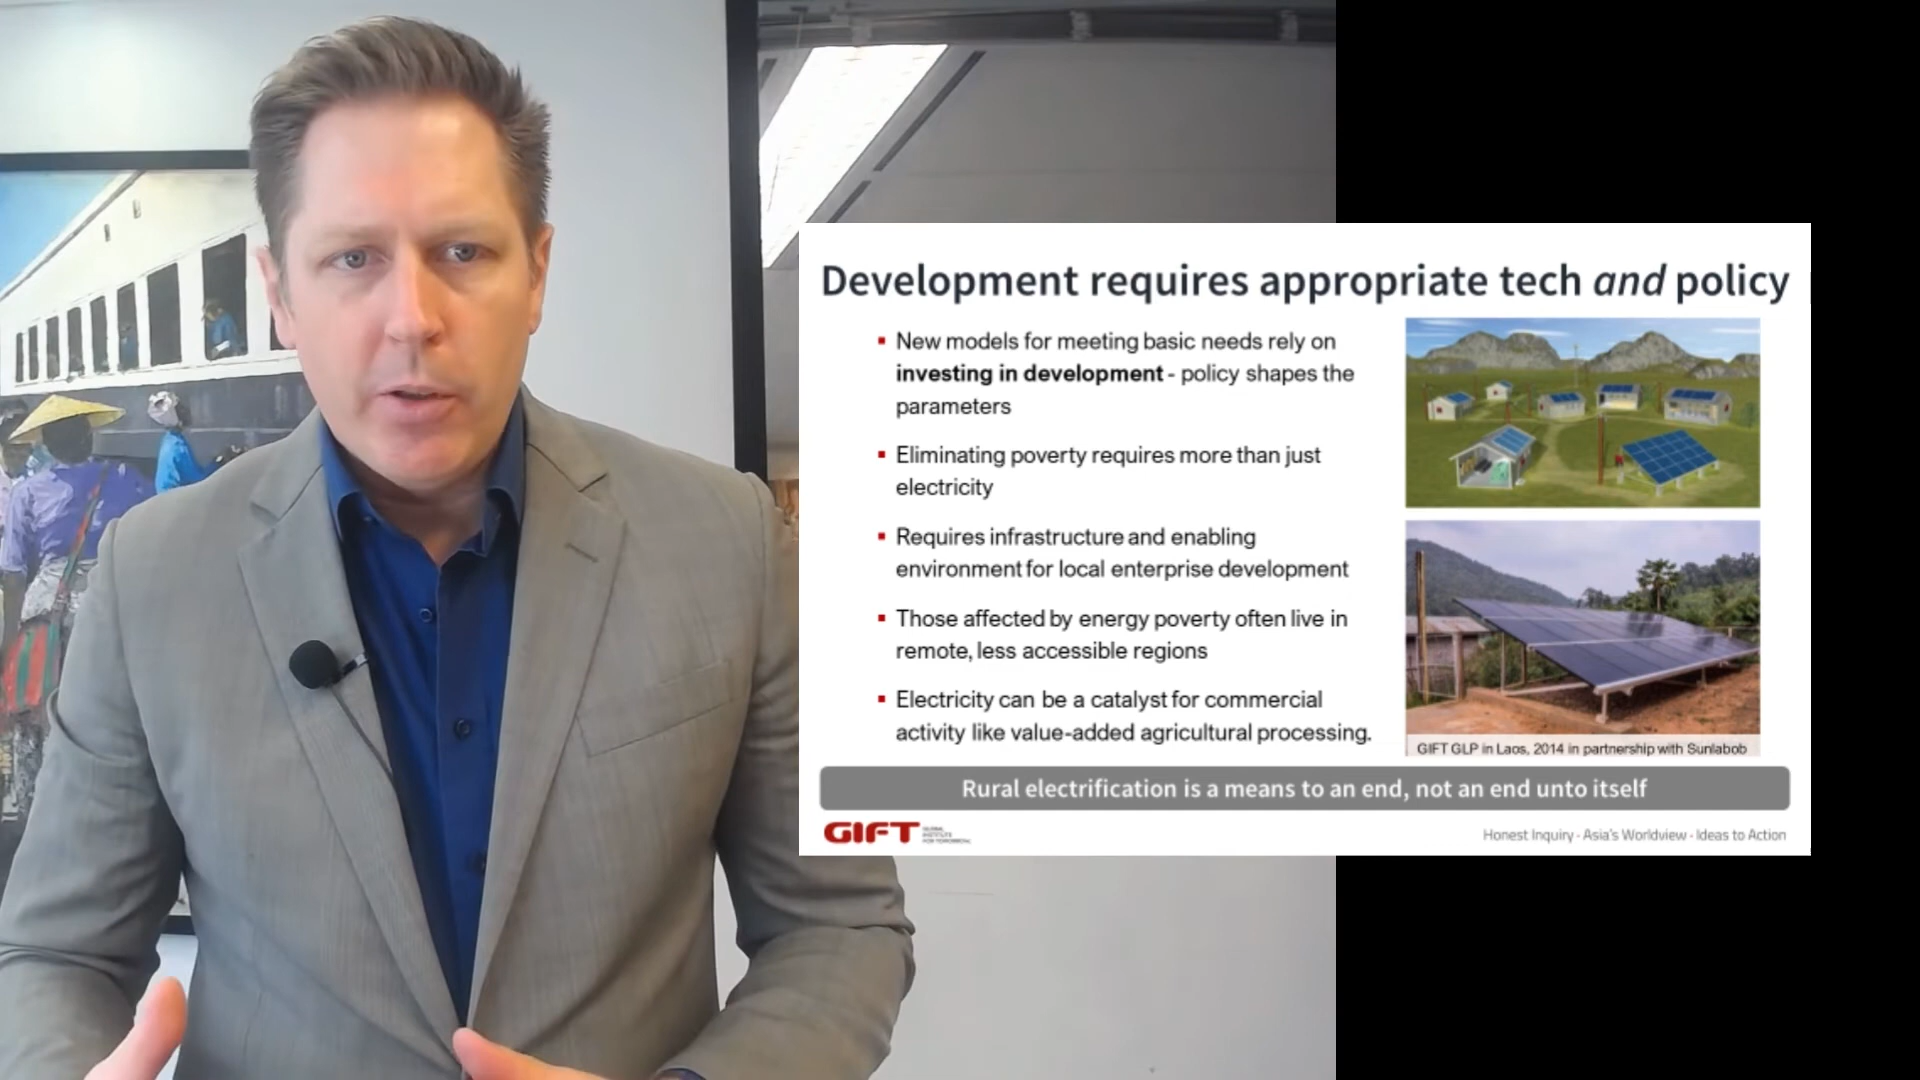 Development requires appropriate tech and policy
New models for meeting basic needs rely on
investing in development - policy shapes the
parameters
Eliminating poverty requires more than just
electricity
Requires infrastructure and enabling
environment for local enterprise development
Those affected by energy poverty often live in
remote, less accessible regions
Electricity can be a catalyst for commercial
activity like value-added agricultural processing.
GIFT GLP in Laos, 2014 in partnership with Sunlabob
Rural electrification is a means to an end, not an end unto itself
GIFT
GLOBAL
INSTITUTE
FOR TOMORROW
Honest Inquiry · Asia's Worldview · Ideas to Action